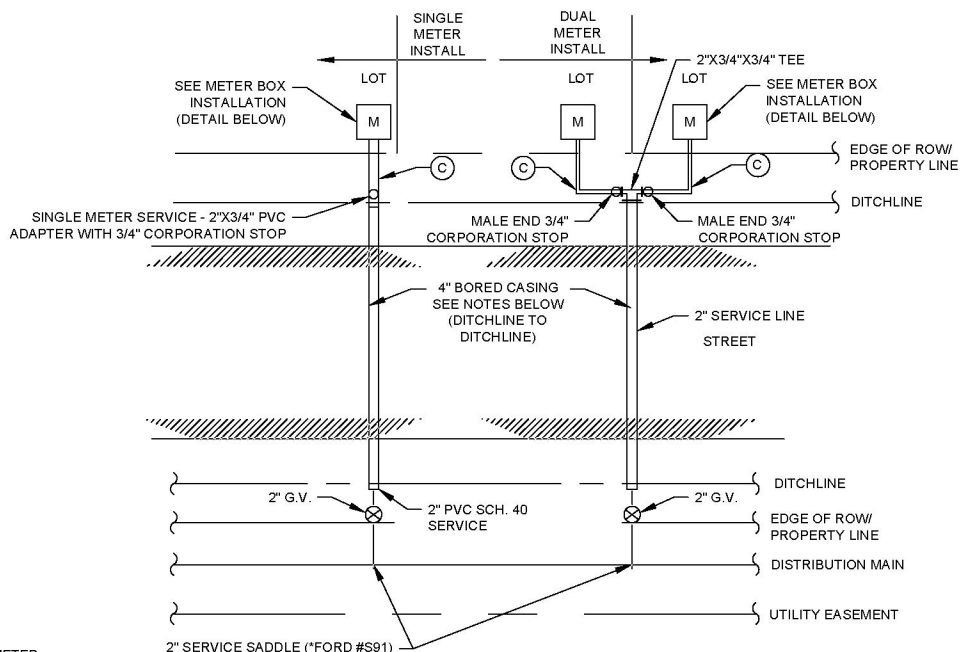 SINGLE
METER
INSTALL
DUAL
METER
INSTALL
2"X3/4"X3/4" TEE
LOT
LOT
LOT
SEE METER BOX
INSTALLATION
(DETAIL BELOW)
SEE METER BOX
INSTALLATION
(DETAIL BELOW)
M
M
M
EDGE OF ROW/
PROPERTY LINE
C
C
C
DITCHLINE
SINGLE METER SERVICE - 2"X3/4" PVC
ADAPTER WITH 3/4" CORPORATION STOP
MALE END 3/4"
CORPORATION STOP
MALE END 3/4"
CORPORATION STOP
4" BORED CASING
SEE NOTES BELOW
(DITCHLINE TO
DITCHLINE)
2" SERVICE LINE
STREET
DITCHLINE
2" G.V.
2" PVC SCH. 40
SERVICE
2" G.V.
EDGE OF ROW/
PROPERTY LINE
DISTRIBUTION MAIN
UTILITY EASEMENT
2" SERVICE SADDLE (*FORD #S91)